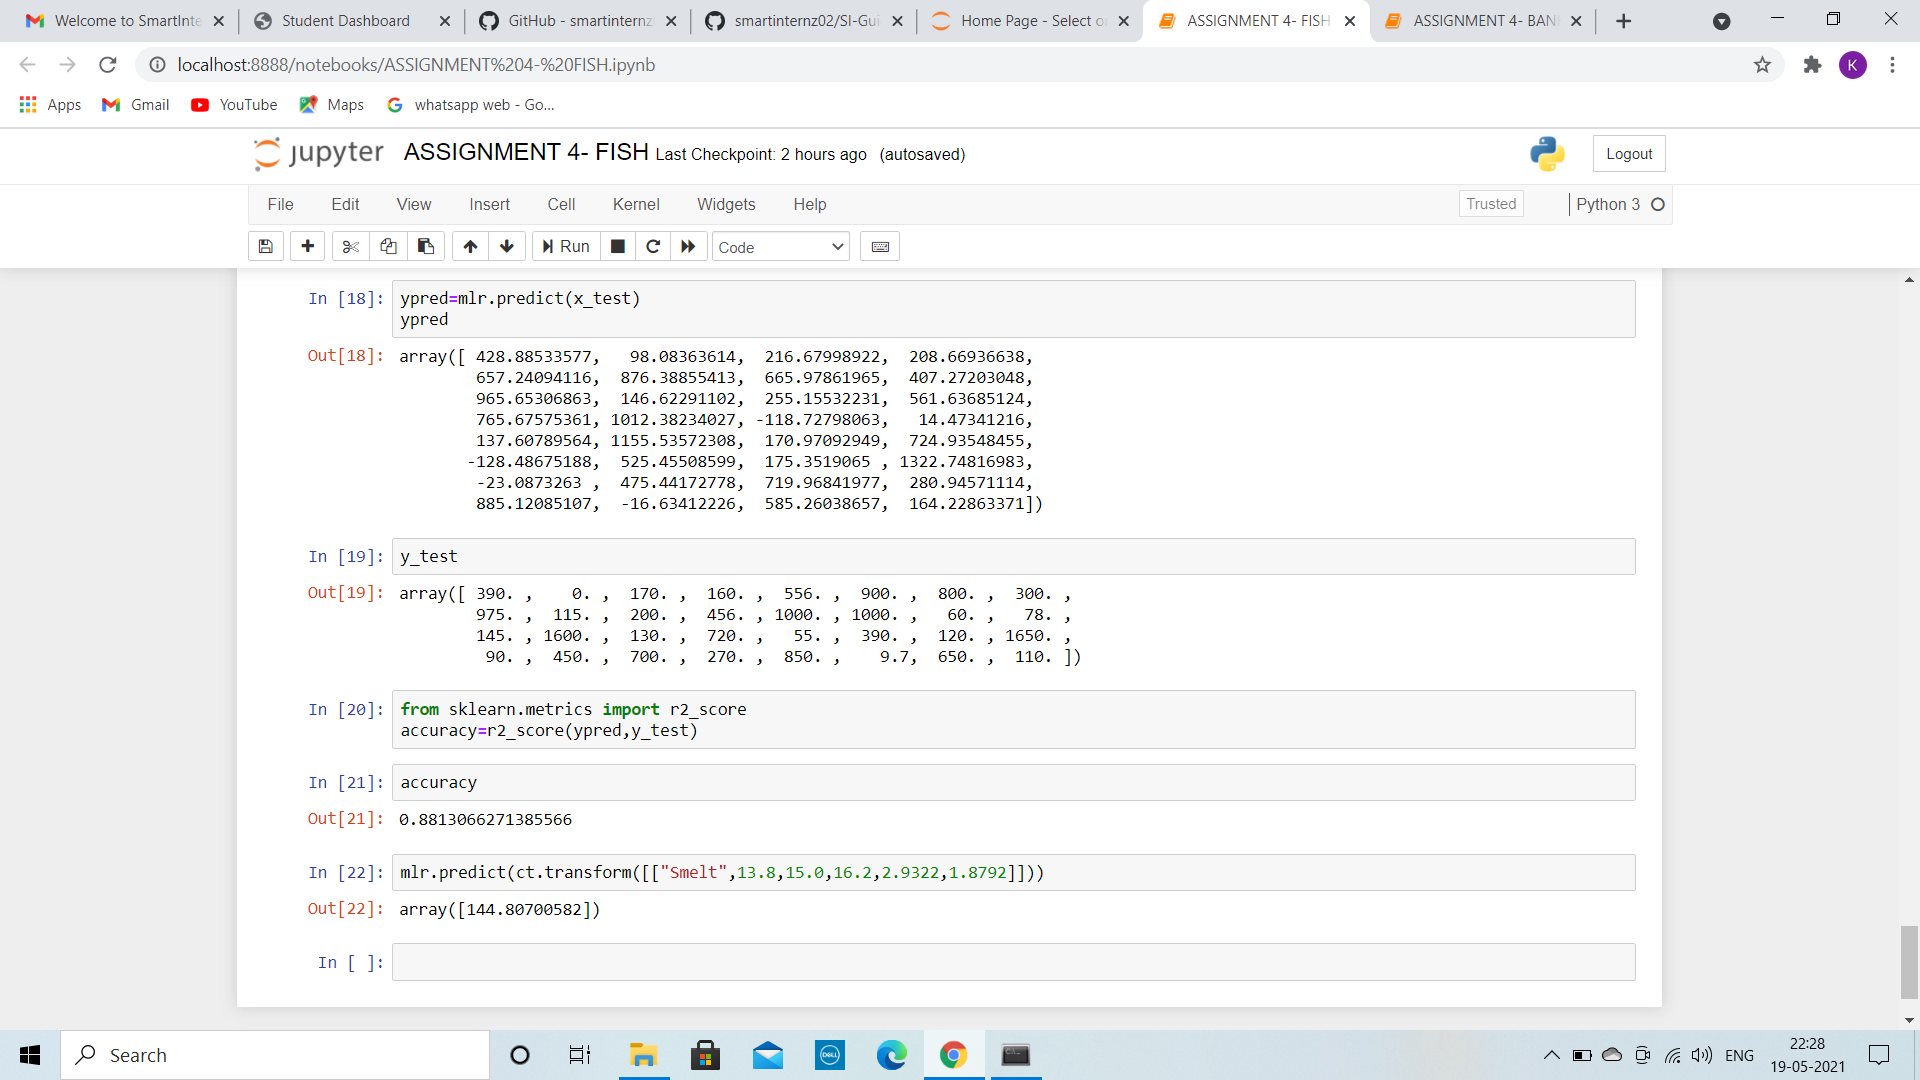 Welcome to SmartInte
Student Dashboard
GitHub - smartinternz
smartinternz02/SI-Gui
Home Page - Select o
ASSIGNMENT 4- FISH
ASSIGNMENT 4- BAN
localhost:8888/notebooks/ASSIGNMENT%204-%20FISH.ipynb
K
Apps
Gmail
YouTube
Maps
whatsapp web - Go...
jupyter ASSIGNMENT 4- FISH Last Checkpoint: 2 hours ago (autosaved)
Logout
File Edit View Insert Cell Kernel Widgets Help
Trusted
Python 3
Run
Code
In [18]: ypred=mlr.predict(x_test)
ypred
Out[18]: array([ 428.88533577, 98.08363614, 216.67998922, 208.66936638,
657.24094116, 876.38855413, 665.97861965, 407.27203048,
965.65306863, 146.62291102, 255.15532231, 561.63685124,
765.67575361, 1012.38234027, -118.72798063, 14.47341216,
137.60789564, 1155.53572308, 170.97092949, 724.93548455,
-128.48675188, 525.45508599, 175.3519065 , 1322.74816983,
-23.0873263 , 475.44172778, 719.96841977, 280.94571114,
885.12085107, -16.63412226, 585.26038657, 164.22863371])
In [19]: y_test
Out[19]: array([ 390. , 0. , 170. , 160. , 556. , 900. , 800. , 300. ,
975. , 115. , 200. , 456. , 1000. , 1000. , 60. , 78. ,
145. , 1600. , 130. , 720. , 55. , 390. , 120. , 1650. ,
90. , 450. , 700. , 270. , 850. , 9.7, 650. , 110. ])
In [20]: from sklearn.metrics import r2_score
accuracy=r2_score(ypred,y_test)
In [21]: accuracy
Out[21]: 0.8813066271385566
In [22]: mlr.predict(ct.transform([["Smelt",13.8,15.0,16.2,2.9322,1.8792]]))
Out[22]: array([144.80700582])
In [ ]:
Search
DELL
ENG
22:28
19-05-2021